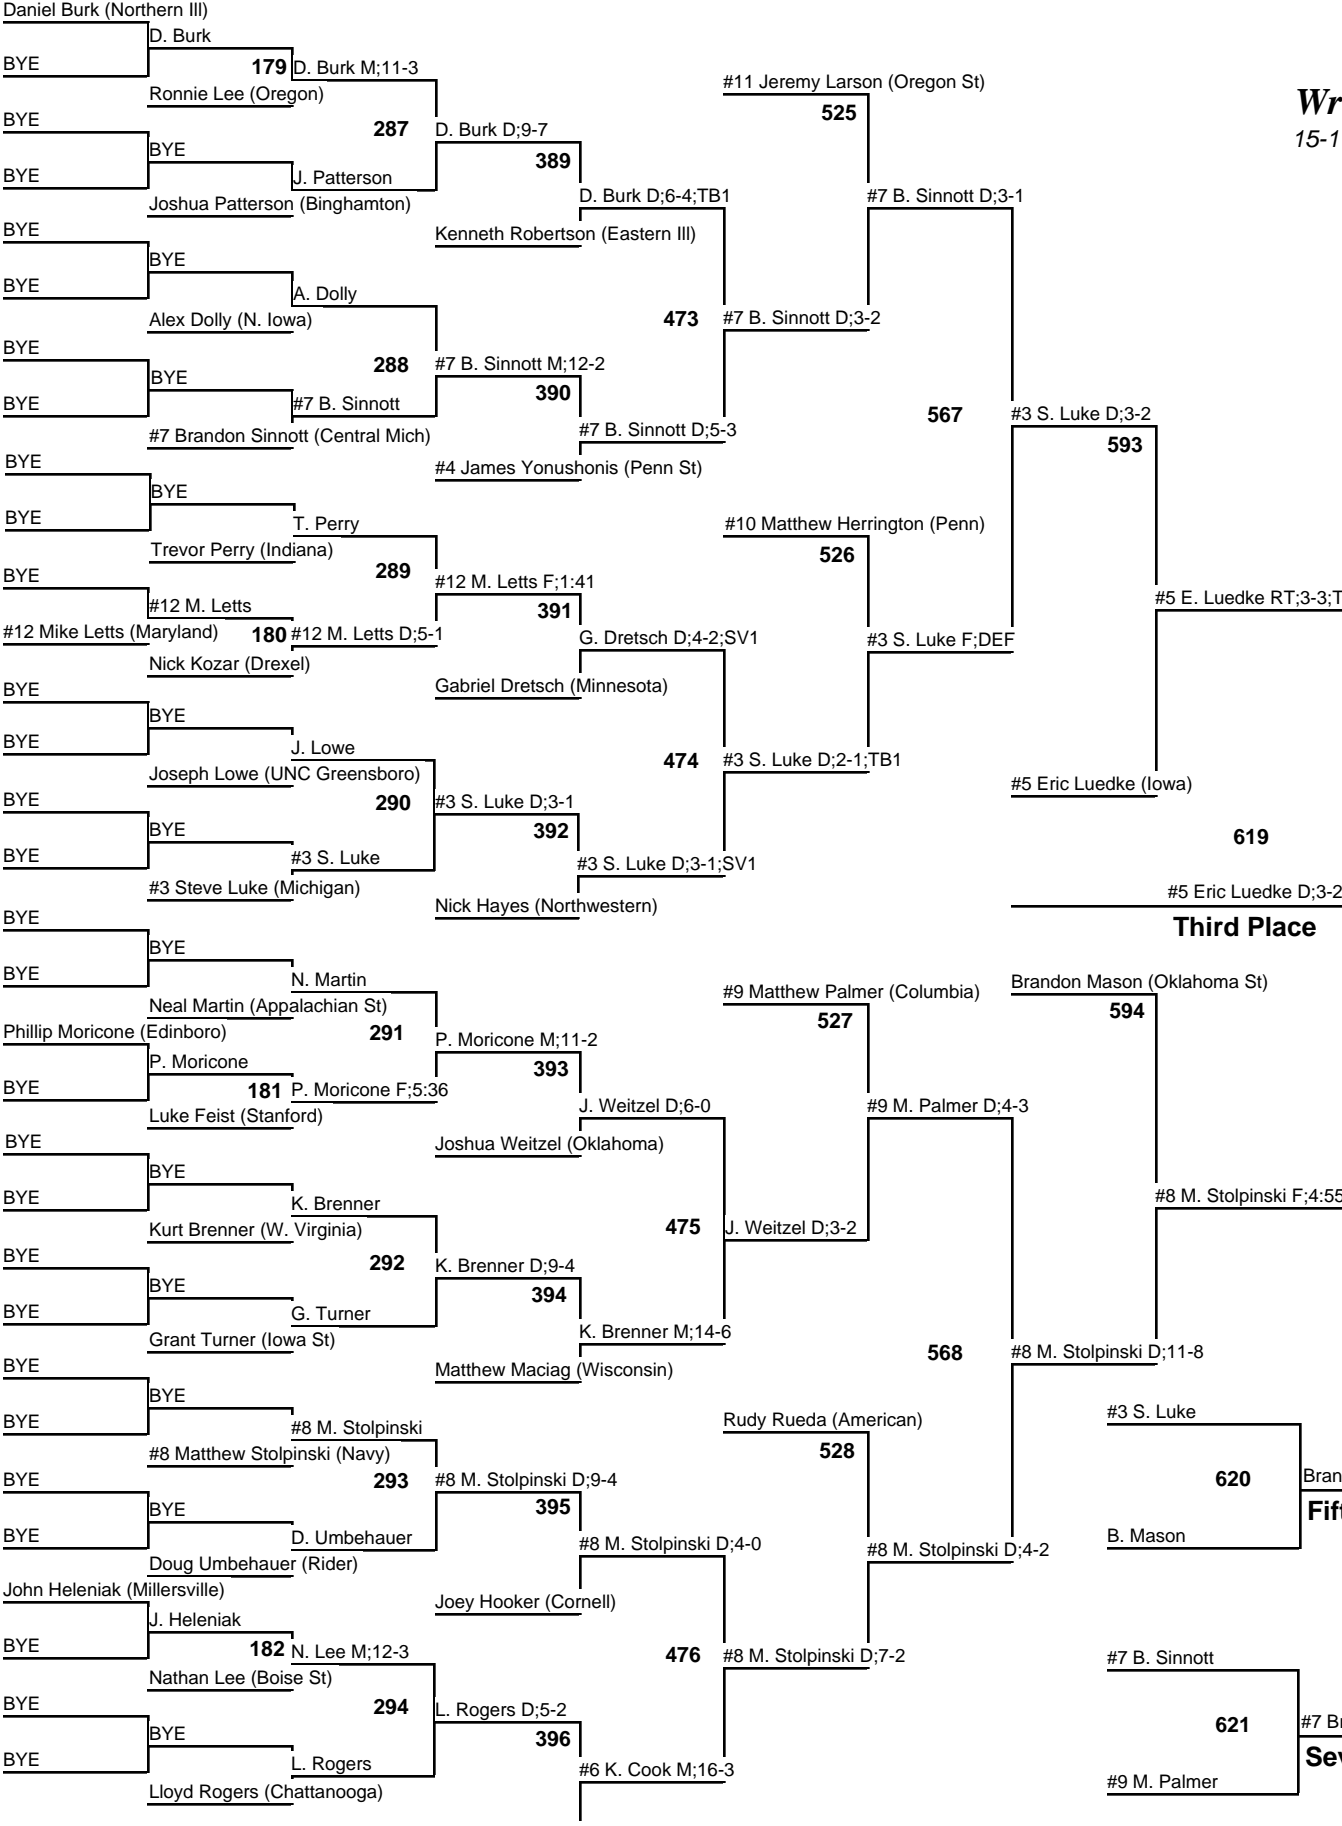 Daniel Burk (Northern Ill)
D. Burk
BYE
179 D. Burk M;11-3
#11 Jeremy Larson (Oregon St)
Ronnie Lee (Oregon)
Wr
525
BYE
287 D. Burk D;9-7
15-1
BYE
389
BYE
J. Patterson
D. Burk D;6-4;TB1
#7 B. Sinnott D;3-1
Joshua Patterson (Binghamton)
BYE
Kenneth Robertson (Eastern Ill)
BYE
BYE
A. Dolly
Alex Dolly (N. Iowa)
473 #7 B. Sinnott D;3-2
BYE
288 #7 B. Sinnott M;12-2
BYE
390
BYE
#7 B. Sinnott
567 #3 S. Luke D;3-2
#7 Brandon Sinnott (Central Mich)
#7 B. Sinnott D;5-3
593
BYE
#4 James Yonushonis (Penn St)
BYE
BYE
T. Perry
#10 Matthew Herrington (Penn)
Trevor Perry (Indiana)
526
BYE
289 #12 M. Letts F;1:41
#12 M. Letts
391
#5 E. Luedke RT;3-3;T
#12 Mike Letts (Maryland)
180 #12 M. Letts D;5-1
G. Dretsch D;4-2;SV1
#3 S. Luke F;DEF
Nick Kozar (Drexel)
BYE
Gabriel Dretsch (Minnesota)
BYE
BYE
J. Lowe
474 #3 S. Luke D;2-1;TB1
Joseph Lowe (UNC Greensboro)
#5 Eric Luedke (Iowa)
BYE
290 #3 S. Luke D;3-1
BYE
392
619
BYE
#3 S. Luke
#3 S. Luke D;3-1;SV1
#3 Steve Luke (Michigan)
#5 Eric Luedke D;3-2
Nick Hayes (Northwestern)
BYE
Third Place
BYE
BYE
N. Martin
#9 Matthew Palmer (Columbia)
Brandon Mason (Oklahoma St)
Neal Martin (Appalachian St)
527
594
Phillip Moricone (Edinboro)
291 P. Moricone M;11-2
P. Moricone
393
BYE
181 P. Moricone F;5:36
J. Weitzel D;6-0
#9 M. Palmer D;4-3
Luke Feist (Stanford)
BYE
Joshua Weitzel (Oklahoma)
BYE
BYE
K. Brenner
#8 M. Stolpinski F;4:55
Kurt Brenner (W. Virginia)
475 J. Weitzel D;3-2
BYE
292 K. Brenner D;9-4
BYE
394
BYE
G. Turner
Grant Turner (Iowa St)
K. Brenner M;14-6
568 #8 M. Stolpinski D;11-8
BYE
Matthew Maciag (Wisconsin)
BYE
BYE
#8 M. Stolpinski
Rudy Rueda (American)
#3 S. Luke
#8 Matthew Stolpinski (Navy)
528
BYE
293 #8 M. Stolpinski D;9-4
620 Bran
BYE
395
Fift
BYE
D. Umbehauer
#8 M. Stolpinski D;4-0
#8 M. Stolpinski D;4-2
B. Mason
Doug Umbehauer (Rider)
John Heleniak (Millersville)
Joey Hooker (Cornell)
J. Heleniak
BYE
182 N. Lee M;12-3
476 #8 M. Stolpinski D;7-2
#7 B. Sinnott
Nathan Lee (Boise St)
BYE
294 L. Rogers D;5-2
BYE
396
621 #7 Br
BYE
L. Rogers
#6 K. Cook M;16-3
Sev
Lloyd Rogers (Chattanooga)
#9 M. Palmer